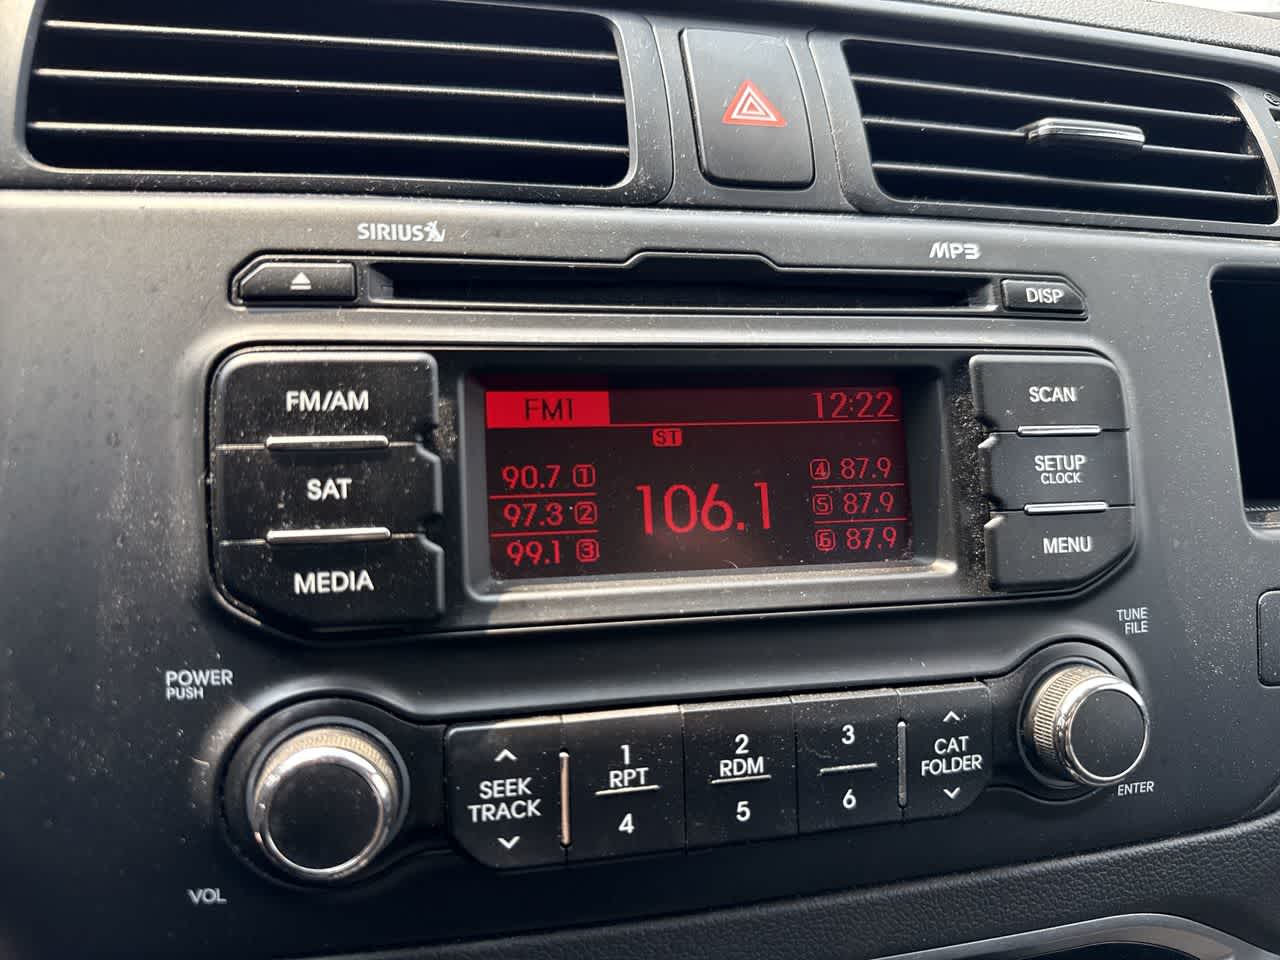 SIRIUS
MP3
DISP
FM/AM
SAT
MEDIA
FM1 12:22
ST
90.7 1
97.3 2
99.1 3
106.1
4 87.9
5 87.9
6 87.9
SCAN
SETUP
CLOCK
MENU
POWER
PUSH
VOL
SEEK
TRACK
1
RPT
4
2
RDM
5
3
6
CAT
FOLDER
TUNE
FILE
ENTER